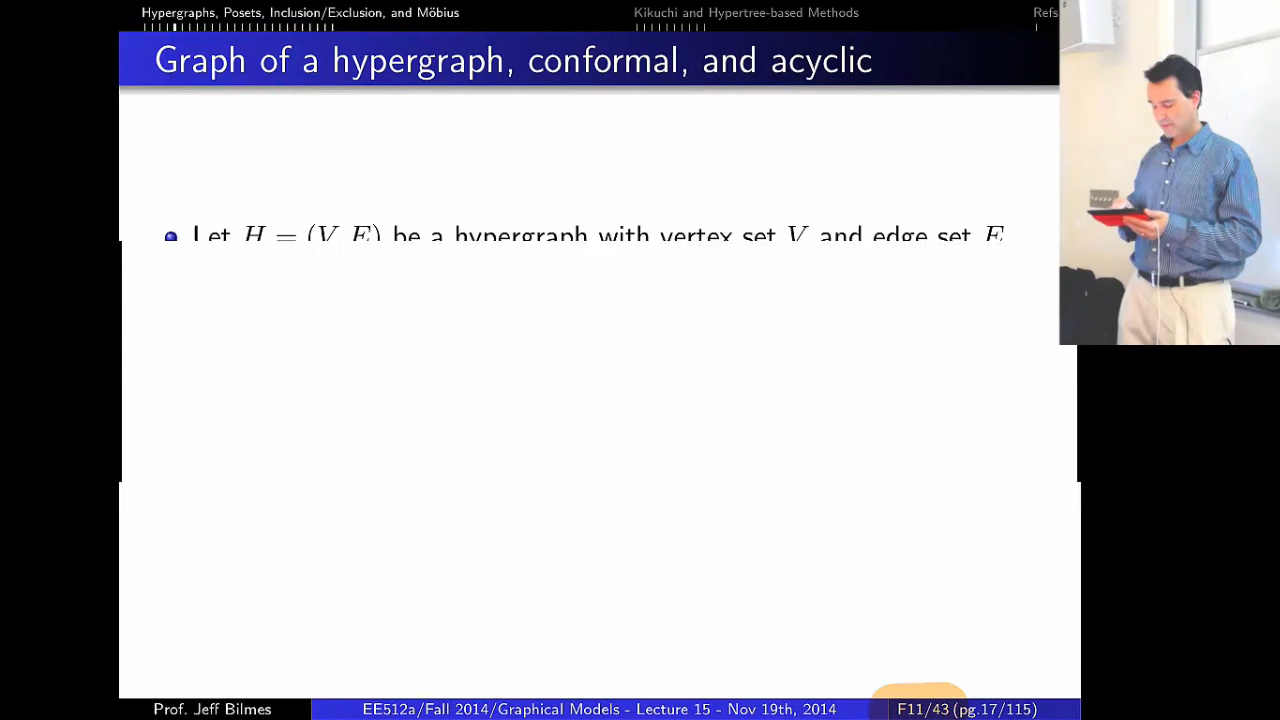 Hypergraphs, Posets, Inclusion/Exclusion, and Möbius Kikuchi and Hypertree-based Methods Refs
Graph of a hypergraph, conformal, and acyclic
Let H = (V, E) be a hypergraph with vertex set V and edge set E
Prof. Jeff Bilmes EE512a/Fall 2014/Graphical Models - Lecture 15 - Nov 19th, 2014 F11/43 (pg.17/115)